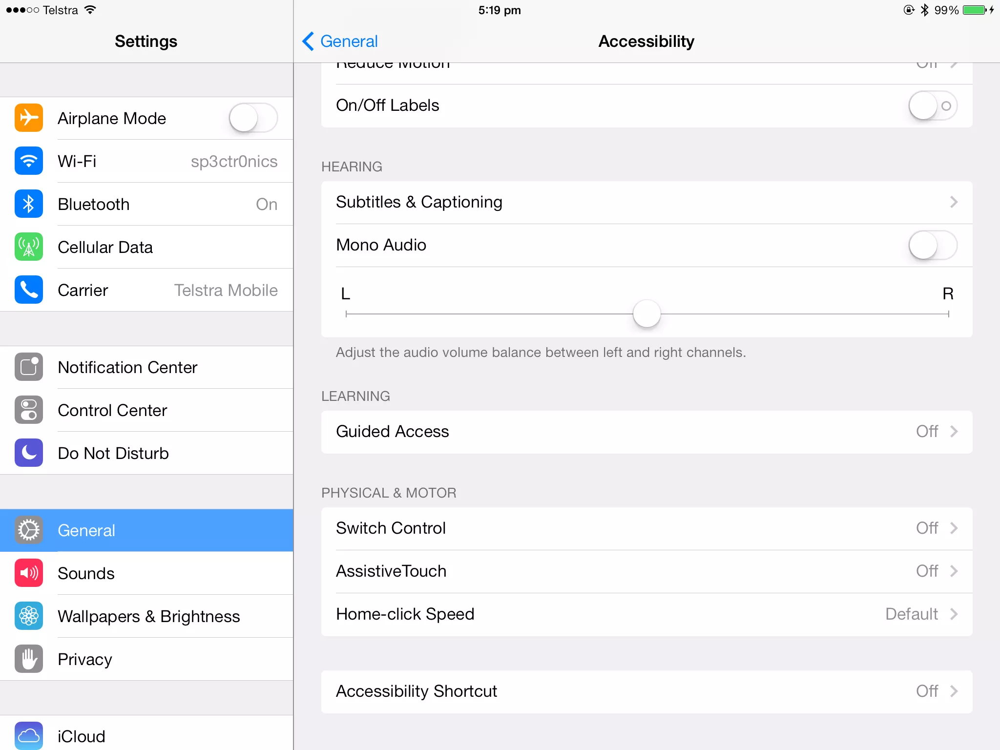 Telstra
5:19 pm
99%
Settings
General
Accessibility
Airplane Mode
Wi-Fi sp3ctr0nics
Bluetooth On
Cellular Data
Carrier Telstra Mobile
Notification Center
Control Center
Do Not Disturb
General
Sounds
Wallpapers & Brightness
Privacy
iCloud
Reduce Motion Off
On/Off Labels
HEARING
Subtitles & Captioning
Mono Audio
L R
Adjust the audio volume balance between left and right channels.
LEARNING
Guided Access Off
PHYSICAL & MOTOR
Switch Control Off
AssistiveTouch Off
Home-click Speed Default
Accessibility Shortcut Off